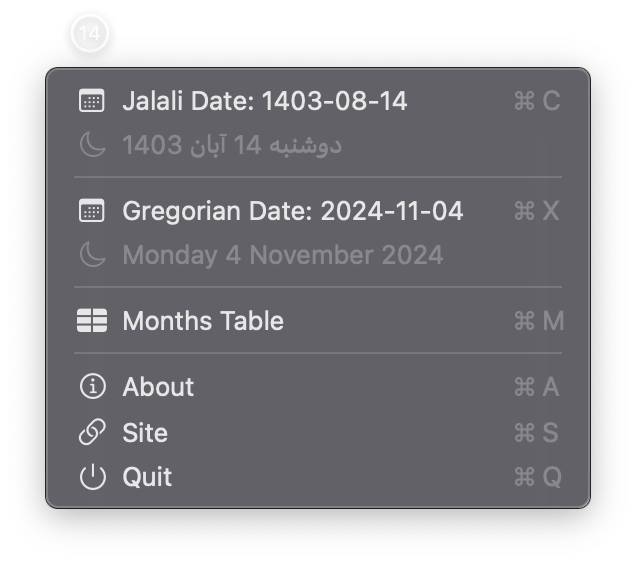 14
Jalali Date: 1403-08-14 ⌘ C
دوشنبه 14 آبان 1403
Gregorian Date: 2024-11-04 ⌘ X
Monday 4 November 2024
Months Table ⌘ M
About ⌘ A
Site ⌘ S
Quit ⌘ Q